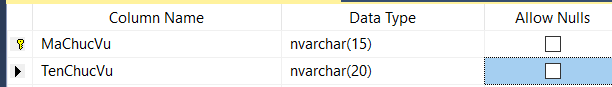 Column Name Data Type Allow Nulls
MaChucVu nvarchar(15)
TenChucVu nvarchar(20)